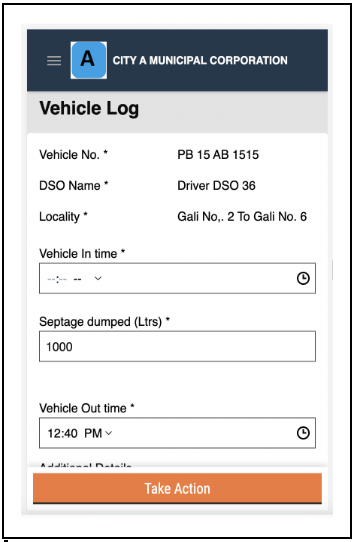 A CITY A MUNICIPAL CORPORATION
Vehicle Log
Vehicle No. * PB 15 AB 1515
DSO Name * Driver DSO 36
Locality * Gali No,. 2 To Gali No. 6
Vehicle In time *
--:-- --
Septage dumped (Ltrs) *
1000
Vehicle Out time *
12:40 PM
Additional Details
Take Action